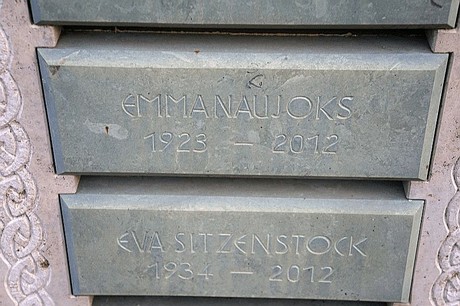 EMMA NAUJOKS
1923 – 2012
EVA SITZENSTOCK
1934 – 2012